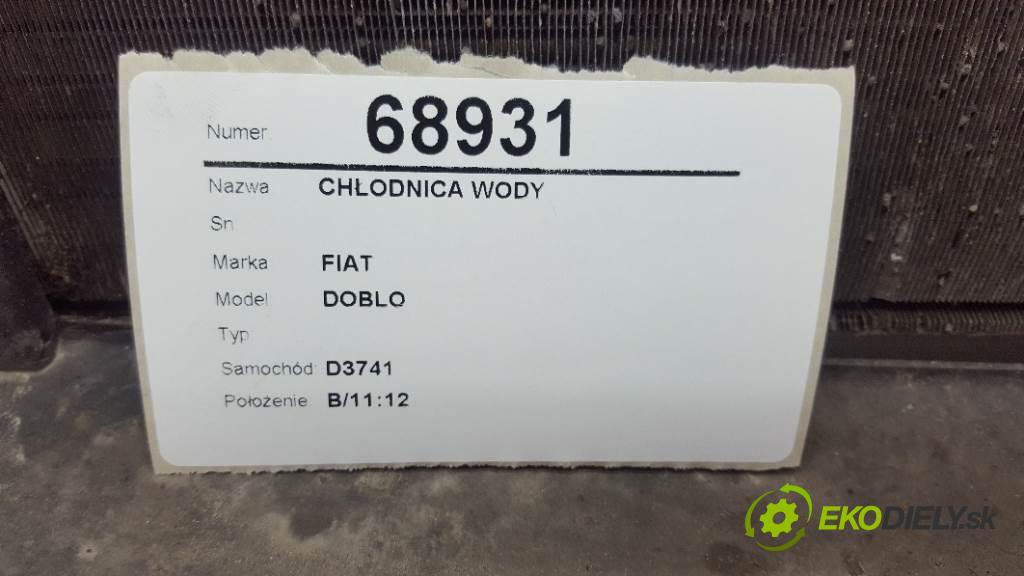 Numer 68931
Nazwa CHŁODNICA WODY
Sn
Marka FIAT
Model DOBLO
Typ
Samochód D3741
Położenie B/11:12
EKODIELY.sk